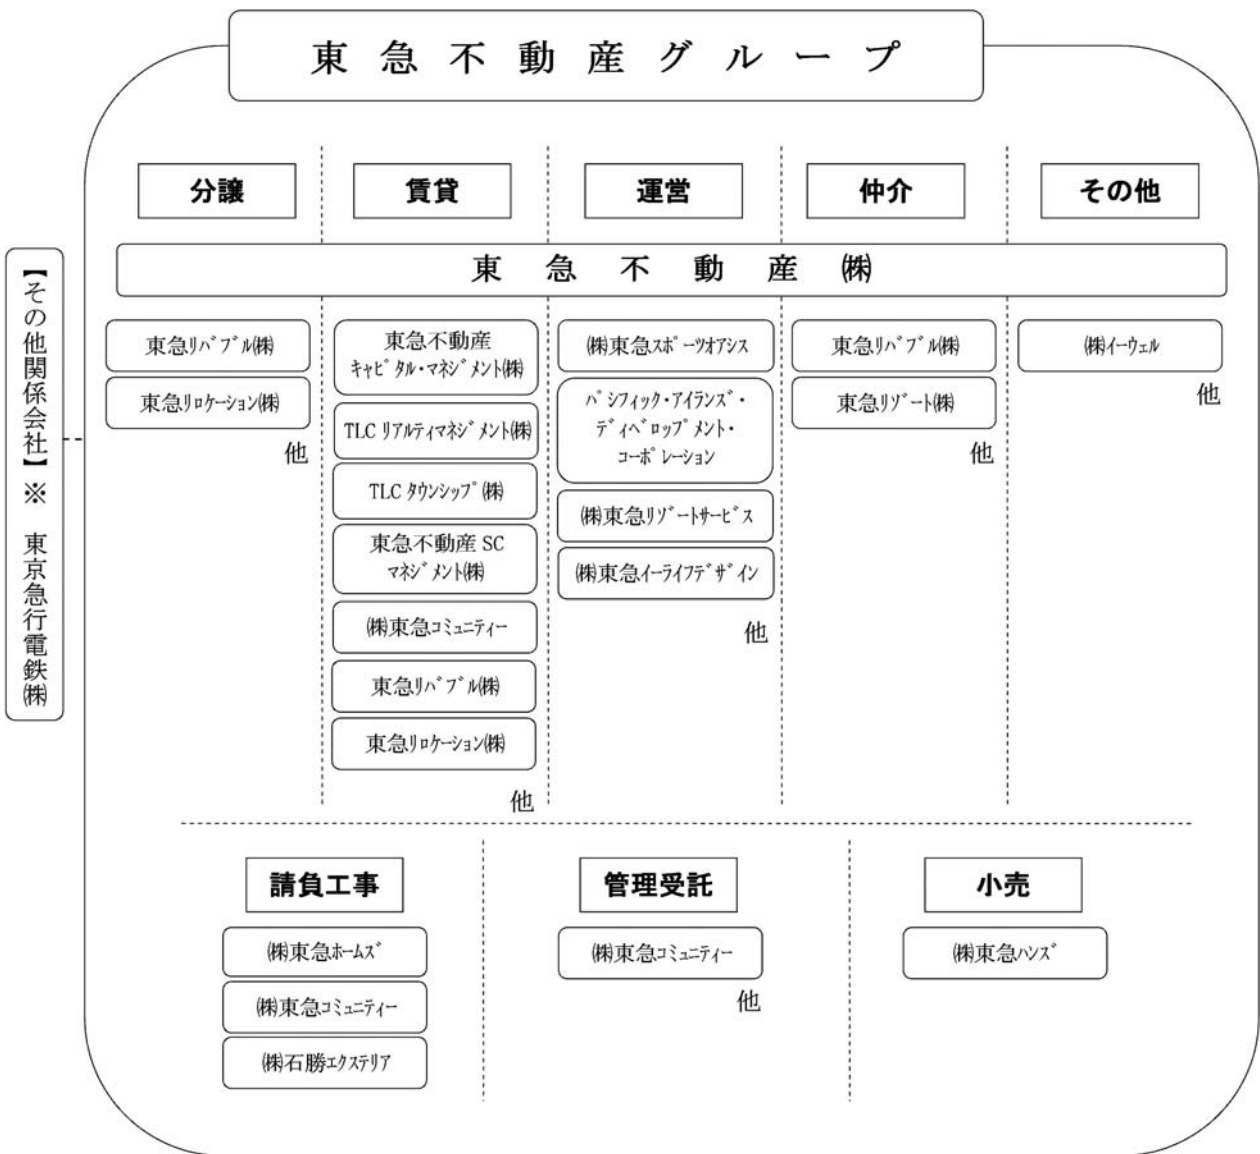 東急不動産グループ
分譲
賃貸
運営
仲介
その他
東急不動産㈱
【その他関係会社】※ 東京急行電鉄㈱
東急リバブル㈱
東急リロケーション㈱
他
東急不動産
キャピタル・マネジメント㈱
TLC リアルティマネジメント㈱
TLC タウンシップ㈱
東急不動産 SC
マネジメント㈱
㈱東急コミュニティー
東急リバブル㈱
東急リロケーション㈱
他
㈱東急スポーツオアシス
パシフィック・アイランズ・
ディベロップメント・
コーポレーション
㈱東急リゾートサービス
㈱東急イーライフデザイン
他
東急リバブル㈱
東急リゾート㈱
他
㈱イーウェル
他
請負工事
㈱東急ホームズ
㈱東急コミュニティー
㈱石勝エクステリア
管理受託
㈱東急コミュニティー
他
小売
㈱東急ハンズ